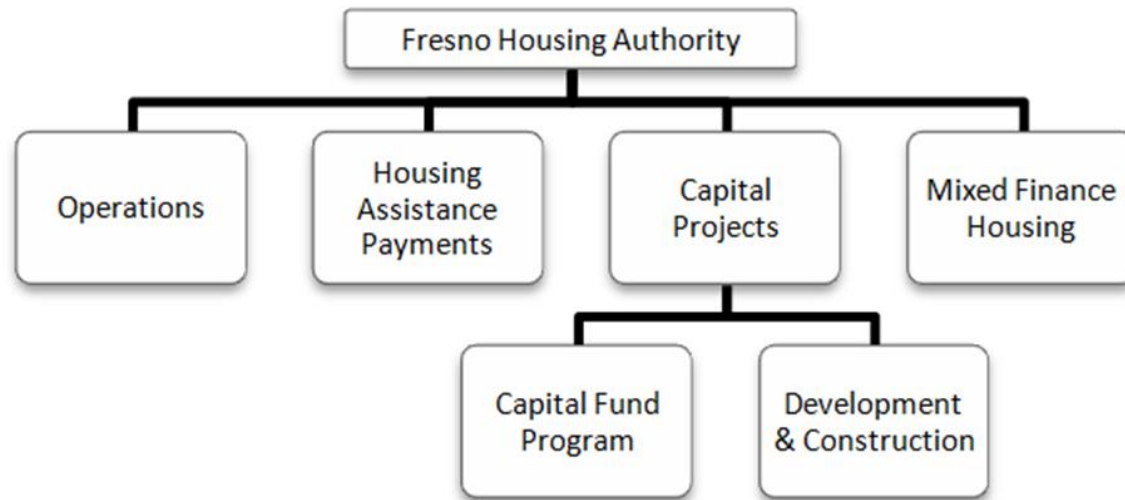 Fresno Housing Authority
Operations
Housing
Assistance
Payments
Capital
Projects
Mixed Finance
Housing
Capital Fund
Program
Development
& Construction